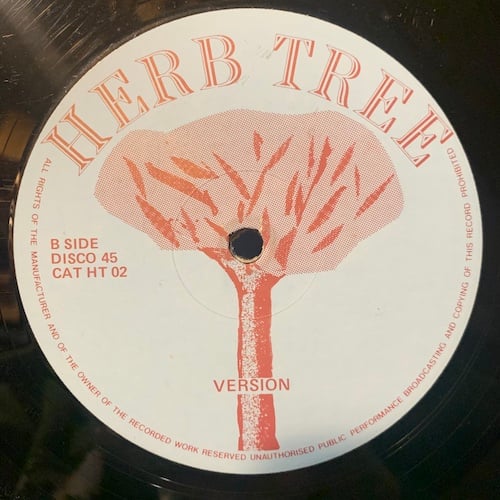 HERB TREE
B SIDE
DISCO 45
CAT HT 02
VERSION
ALL RIGHTS OF THE MANUFACTURER AND OF THE OWNER OF THE RECORDED WORK RESERVED UNAUTHORISED PUBLIC PERFORMANCE BROADCASTING AND COPYING OF THIS RECORD PROHIBITED